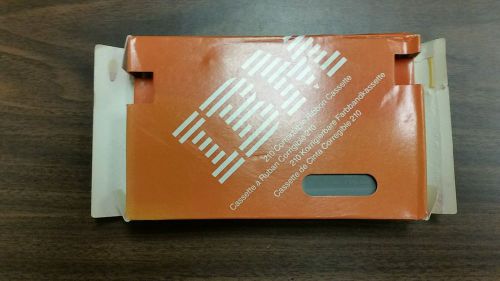 IBM
210 Correctable Ribbon Cassette
Cassette à Ruban Corrigible 210
210 Korrigierbare Farbbandkassette
Cassette de Cinta Corregible 210